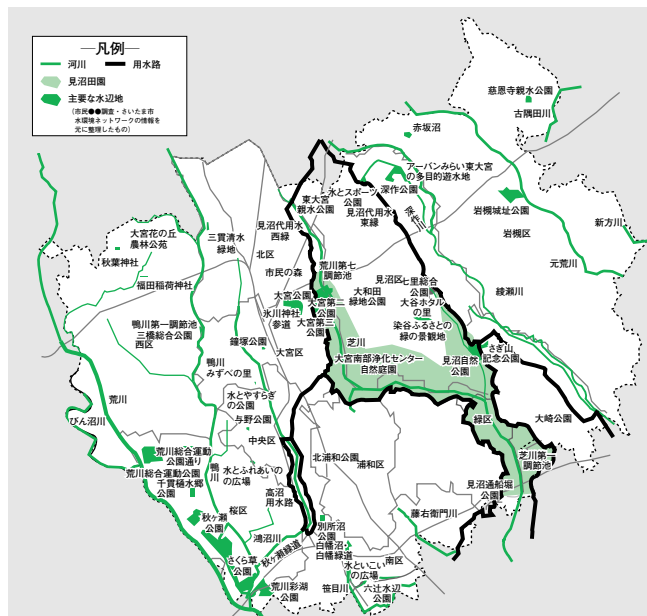 凡例
河川
用水路
見沼田園
主要な水辺地
(市民●●調査・さいたま市
水環境ネットワークの情報を
元に整理したもの)
慈恩寺親水公園
古隅田川
赤坂沼
アーバンみらい東大宮
の多目的遊水地
水とスポーツ
公園
深作公園
東大宮
親水公園
見沼代用水
東縁
深作川
岩槻城址公園
岩槻区
新方川
元荒川
綾瀬川
見沼代用水
西縁
大宮花の丘
農林公苑
三貫清水
緑地
秋葉神社
北区
福田稲荷神社
市民の森
荒川第七
調節池
見沼区
七里総合
公園
大和田
緑地公園
大谷ホタル
の里
大宮公園
大宮第二
公園
氷川神社
参道
大宮第三
公園
染谷ふるさとの
緑の景観地
鴨川第一調節池
三橋総合公園
西区
鐘塚公園
大宮区
芝川
さぎ山
記念公園
大宮南部浄化センター
自然庭園
見沼自然
公園
鴨川
みずべの里
水とやすらぎ
の公園
荒川
与野公園
びん沼川
中央区
緑区
大崎公園
荒川総合運動
公園通り
北浦和公園
浦和区
芝川第一
調節池
荒川総合運動公園
千貫樋水郷
公園
鴨川
水とふれあいの
の広場
高沼
用水路
見沼通船堀
公園
秋ヶ瀬
公園
桜区
鴻沼川
別所沼
公園
藤右衛門川
秋ヶ瀬緑道
白幡沼・
白幡緑道
さくら草
公園
南区
水といこい
の広場
荒川彩湖
公園
笹目川
六辻水辺
公園